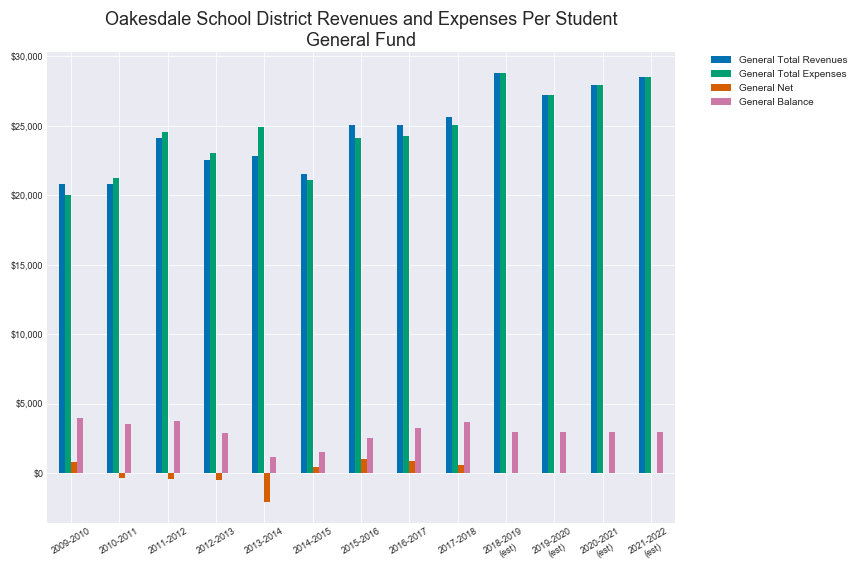 Oakesdale School District Revenues and Expenses Per Student
General Fund
$30,000
$25,000
$20,000
$15,000
$10,000
$5,000
$0
2009-2010
2010-2011
2011-2012
2012-2013
2013-2014
2014-2015
2015-2016
2016-2017
2017-2018
2018-2019
(est)
2019-2020
(est)
2020-2021
(est)
2021-2022
(est)
General Total Revenues
General Total Expenses
General Net
General Balance